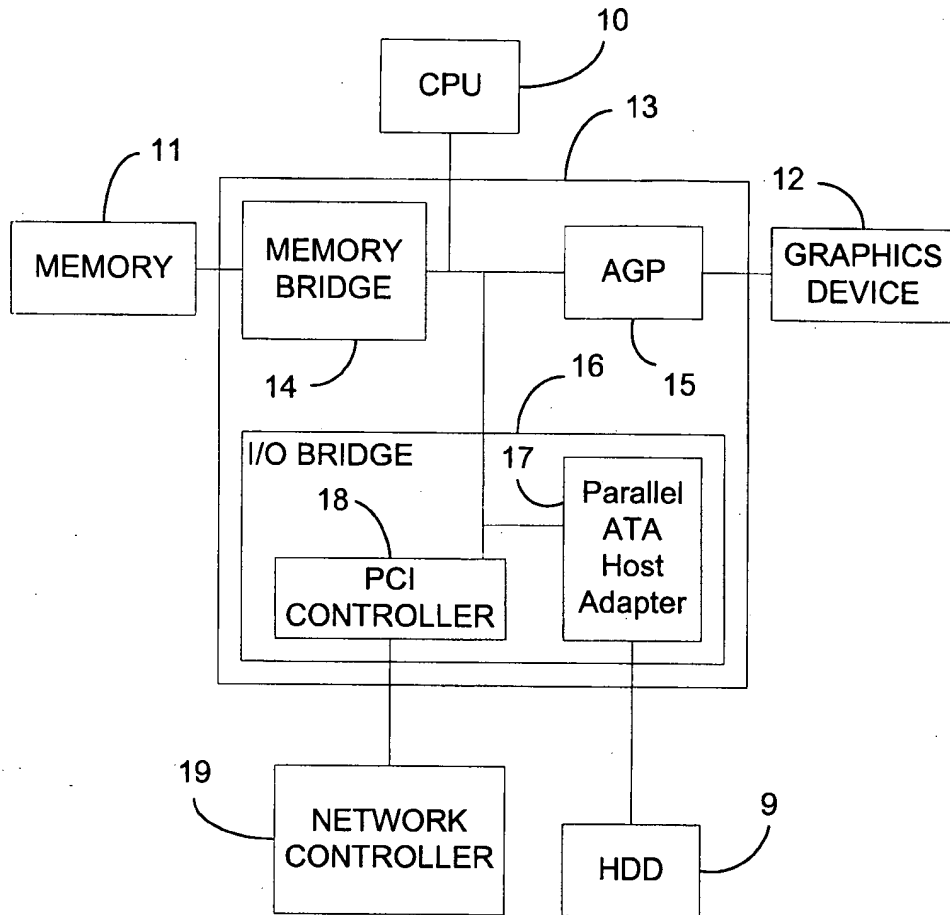 10
CPU
13
11
12
MEMORY
MEMORY
BRIDGE
AGP
GRAPHICS
DEVICE
14
16
15
I/O BRIDGE
17
18
Parallel
ATA
Host
Adapter
PCI
CONTROLLER
19
NETWORK
CONTROLLER
9
HDD